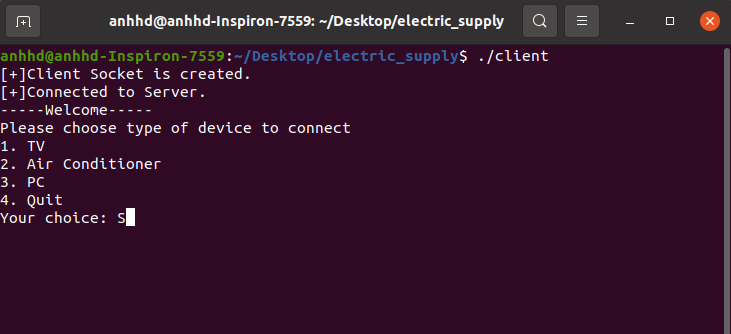 anhhd@anhhd-Inspiron-7559: ~/Desktop/electric_supply
anhhd@anhhd-Inspiron-7559:~/Desktop/electric_supply$ ./client
[+]Client Socket is created.
[+]Connected to Server.
-----Welcome-----
Please choose type of device to connect
1. TV
2. Air Conditioner
3. PC
4. Quit
Your choice: S